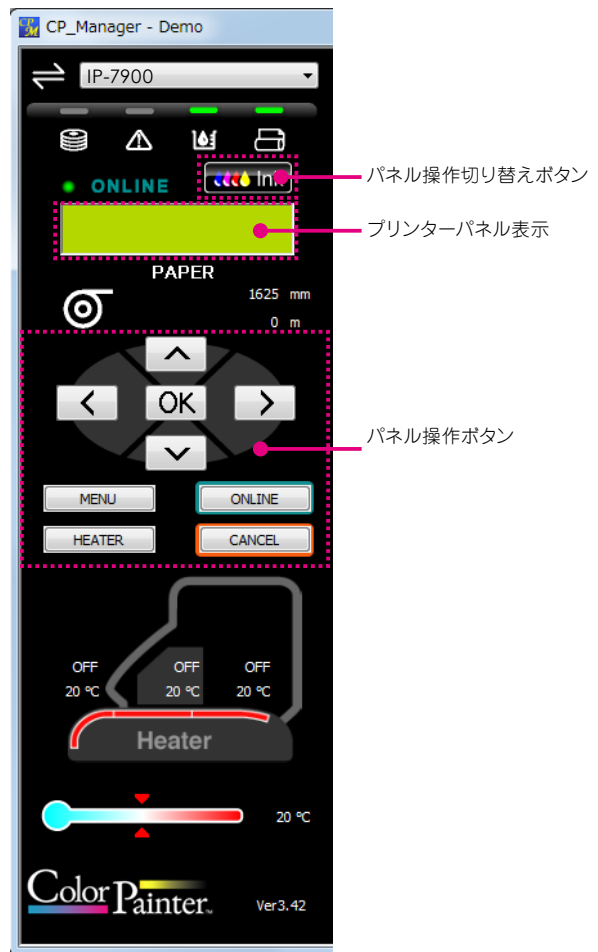 CP_Manager - Demo
IP-7900
ONLINE
Ink
パネル操作切り替えボタン
プリンターパネル表示
PAPER
1625 mm
0 m
OK
パネル操作ボタン
MENU
ONLINE
HEATER
CANCEL
OFF OFF OFF
20 ℃ 20 ℃ 20 ℃
Heater
20 ℃
Color Painter™
Ver3.42